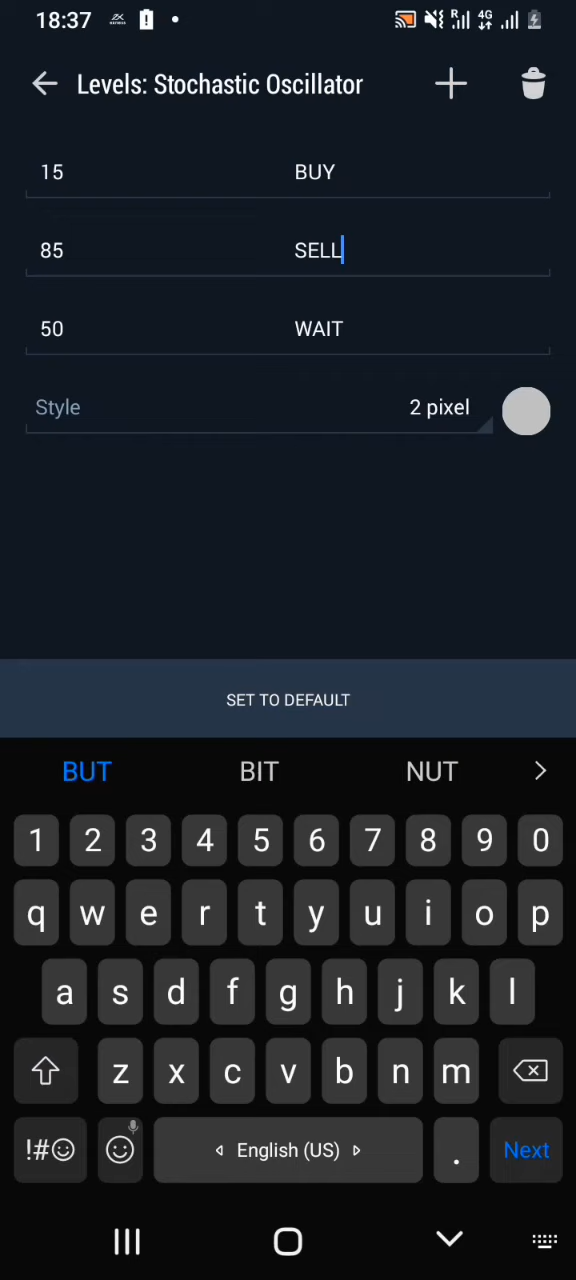 18:37 R 4G
Levels: Stochastic Oscillator
15 BUY
85 SELL
50 WAIT
Style 2 pixel
SET TO DEFAULT
BUT BIT NUT
1 2 3 4 5 6 7 8 9 0
q w e r t y u i o p
a s d f g h j k l
z x c v b n m
!#☺ English (US) . Next